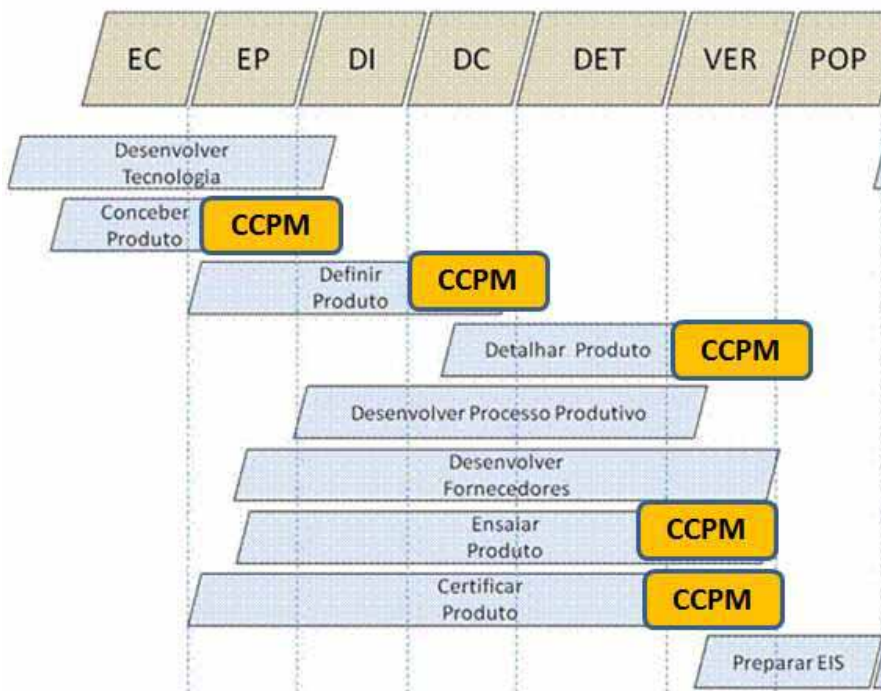 EC EP DI DC DET VER POP
Desenvolver
Tecnologia
Conceber
Produto
CCPM
Definir
Produto
CCPM
Detalhar Produto
CCPM
Desenvolver Processo Produtivo
Desenvolver
Fornecedores
Ensaiar
Produto
CCPM
Certificar
Produto
CCPM
Preparar EIS